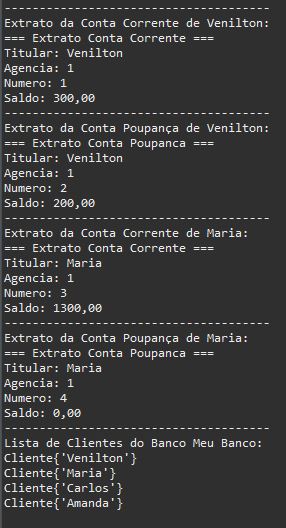 --------------------------------------
Extrato da Conta Corrente de Venilton:
=== Extrato Conta Corrente ===
Titular: Venilton
Agencia: 1
Numero: 1
Saldo: 300,00
--------------------------------------
Extrato da Conta Poupança de Venilton:
=== Extrato Conta Poupanca ===
Titular: Venilton
Agencia: 1
Numero: 2
Saldo: 200,00
--------------------------------------
Extrato da Conta Corrente de Maria:
=== Extrato Conta Corrente ===
Titular: Maria
Agencia: 1
Numero: 3
Saldo: 1300,00
--------------------------------------
Extrato da Conta Poupança de Maria:
=== Extrato Conta Poupanca ===
Titular: Maria
Agencia: 1
Numero: 4
Saldo: 0,00
--------------------------------------
Lista de Clientes do Banco Meu Banco:
Cliente{'Venilton'}
Cliente{'Maria'}
Cliente{'Carlos'}
Cliente{'Amanda'}